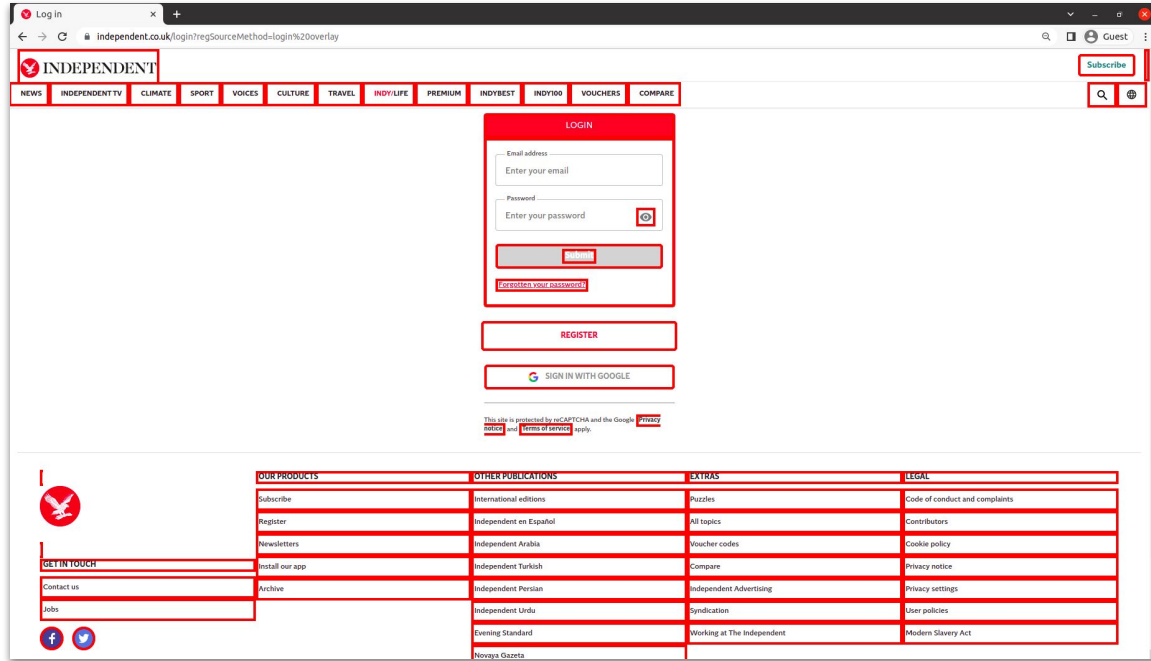 Log in
independent.co.uk/login?regSourceMethod=login%20overlay
Guest
INDEPENDENT
Subscribe
NEWS INDEPENDENT TV CLIMATE SPORT VOICES CULTURE TRAVEL INDY/LIFE PREMIUM INDYBEST INDY100 VOUCHERS COMPARE
LOGIN
Email address
Enter your email
Password
Enter your password
Submit
Forgotten your password?
REGISTER
SIGN IN WITH GOOGLE
This site is protected by reCAPTCHA and the Google Privacy
notice and Terms of service apply.
GET IN TOUCH
Contact us
Jobs
OUR PRODUCTS
Subscribe
Register
Newsletters
Install our app
Archive
OTHER PUBLICATIONS
International editions
Independent en Español
Independent Arabia
Independent Turkish
Independent Persian
Independent Urdu
Evening Standard
Novaya Gazeta
EXTRAS
Puzzles
All topics
Voucher codes
Compare
Independent Advertising
Syndication
Working at The Independent
LEGAL
Code of conduct and complaints
Contributors
Cookie policy
Privacy notice
Privacy settings
User policies
Modern Slavery Act